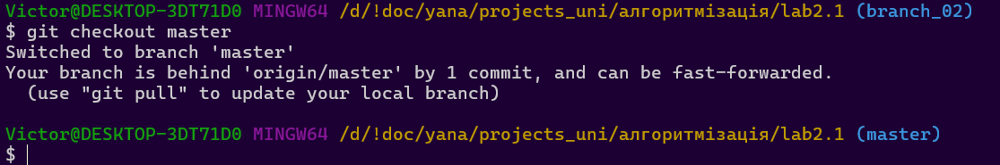 Victor@DESKTOP-3DT71D0 MINGW64 /d/!doc/yana/projects_uni/алгоритмізація/lab2.1 (branch_02)
$ git checkout master
Switched to branch 'master'
Your branch is behind 'origin/master' by 1 commit, and can be fast-forwarded.
  (use "git pull" to update your local branch)

Victor@DESKTOP-3DT71D0 MINGW64 /d/!doc/yana/projects_uni/алгоритмізація/lab2.1 (master)
$